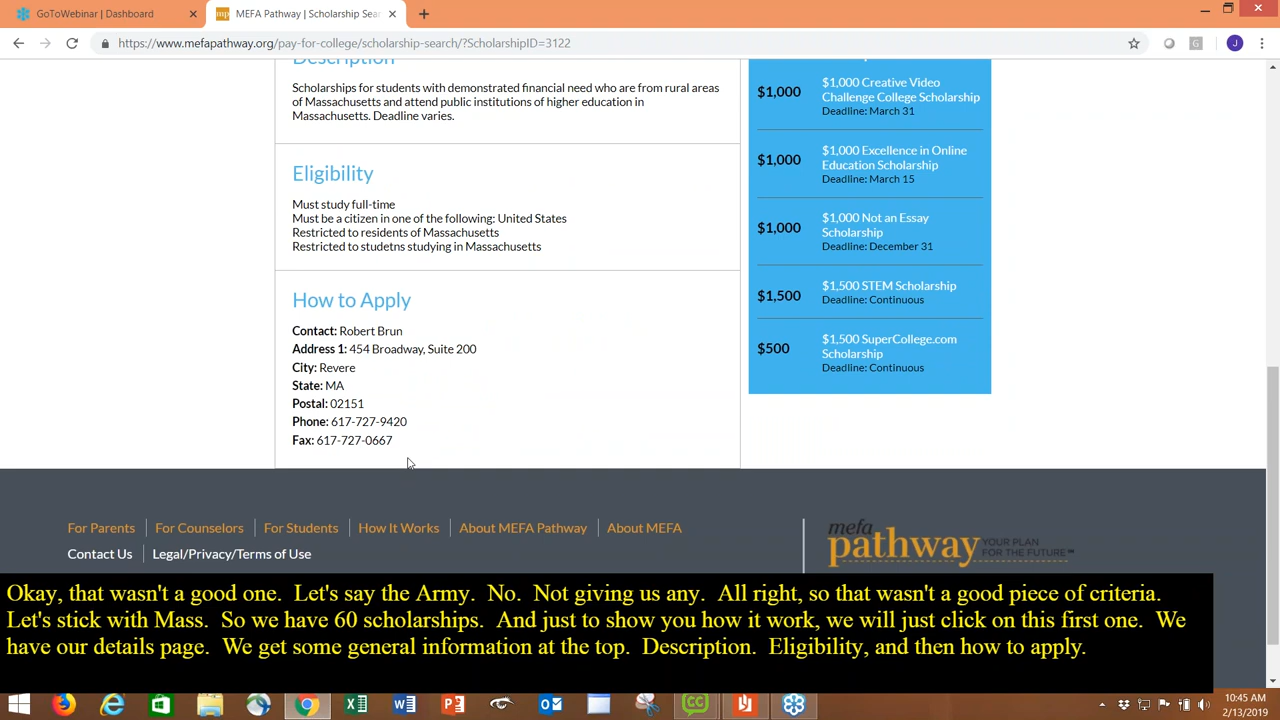 GoToWebinar | Dashboard
MEFA Pathway | Scholarship Sear
https://www.mefapathway.org/pay-for-college/scholarship-search/?ScholarshipID=3122
G
J
Description
Scholarships for students with demonstrated financial need who are from rural areas
of Massachusetts and attend public institutions of higher education in
Massachusetts. Deadline varies.
Eligibility
Must study full-time
Must be a citizen in one of the following: United States
Restricted to residents of Massachusetts
Restricted to studetns studying in Massachusetts
How to Apply
Contact: Robert Brun
Address 1: 454 Broadway, Suite 200
City: Revere
State: MA
Postal: 02151
Phone: 617-727-9420
Fax: 617-727-0667
$1,000
$1,000 Creative Video
Challenge College Scholarship
Deadline: March 31
$1,000
$1,000 Excellence in Online
Education Scholarship
Deadline: March 15
$1,000
$1,000 Not an Essay
Scholarship
Deadline: December 31
$1,500
$1,500 STEM Scholarship
Deadline: Continuous
$500
$1,500 SuperCollege.com
Scholarship
Deadline: Continuous
For Parents
For Counselors
For Students
How It Works
About MEFA Pathway
About MEFA
Contact Us
Legal/Privacy/Terms of Use
mefa
pathway
YOUR PLAN
FOR THE FUTURE
Okay, that wasn't a good one. Let's say the Army. No. Not giving us any. All right, so that wasn't a good piece of criteria.
Let's stick with Mass. So we have 60 scholarships. And just to show you how it work, we will just click on this first one. We
have our details page. We get some general information at the top. Description. Eligibility, and then how to apply.
10:45 AM
2/13/2019